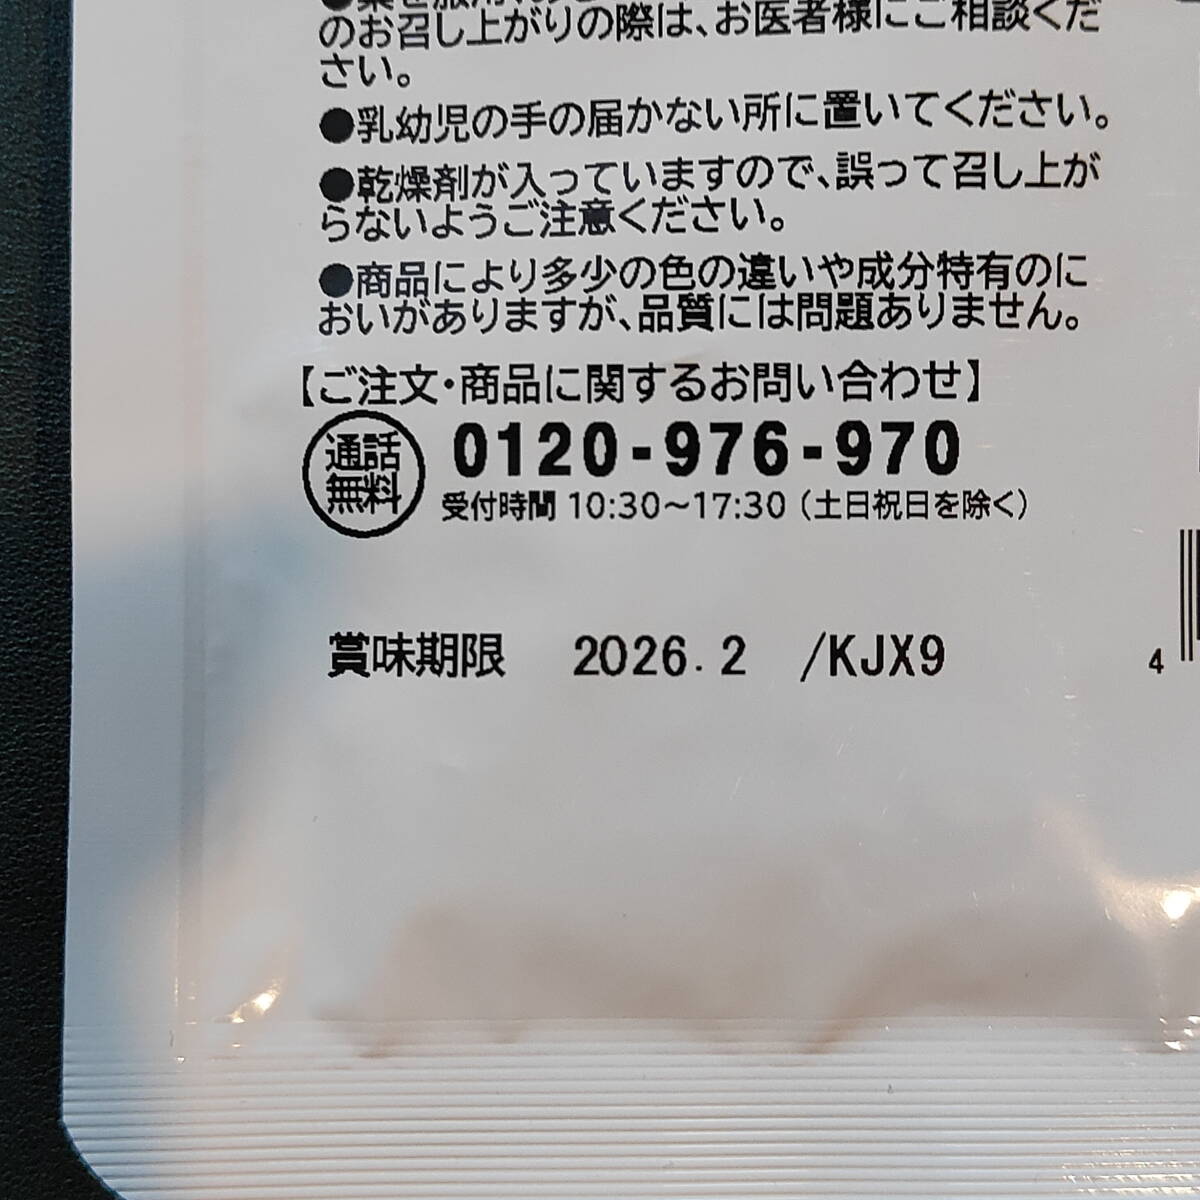 のお召し上がりの際は、お医者様にご相談くだ
さい。
●乳幼児の手の届かない所に置いてください。
●乾燥剤が入っていますので、誤って召し上が
らないようご注意ください。
●商品により多少の色の違いや成分特有のに
おいがありますが、品質には問題ありません。
【ご注文・商品に関するお問い合わせ】
通話
無料
0120-976-970
受付時間 10:30～17:30（土日祝日を除く）
賞味期限 2026.2 /KJX9
4